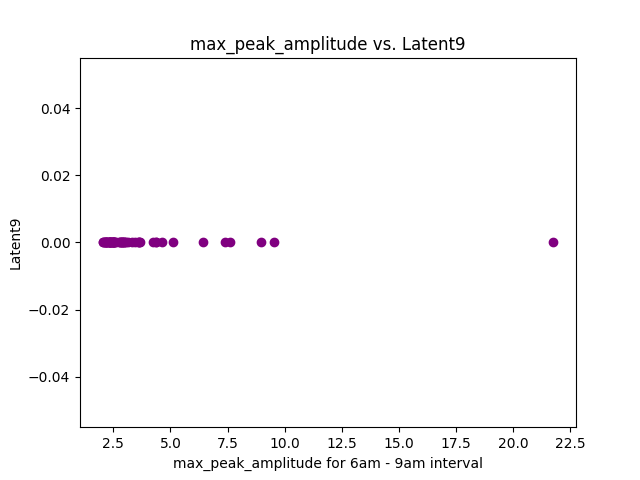 max_peak_amplitude vs. Latent9
0.04
0.02
0.00
−0.02
−0.04
Latent9
2.5 5.0 7.5 10.0 12.5 15.0 17.5 20.0 22.5
max_peak_amplitude for 6am - 9am interval